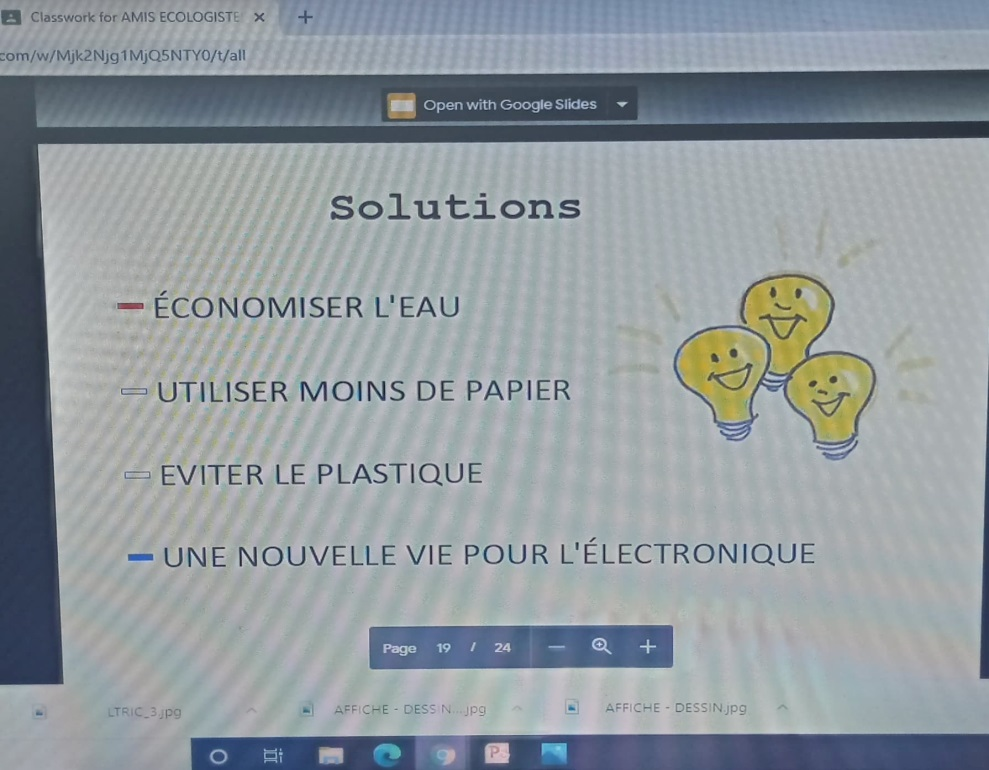 Classwork for AMIS ECOLOGISTE
com/w/Mjk2Njg1MjQ5NTY0/t/all
Open with Google Slides
Solutions
ÉCONOMISER L'EAU
UTILISER MOINS DE PAPIER
EVITER LE PLASTIQUE
UNE NOUVELLE VIE POUR L'ÉLECTRONIQUE
Page 19 / 24
LTRIC_3.jpg
AFFICHE - DESSIN....jpg
AFFICHE - DESSIN.jpg